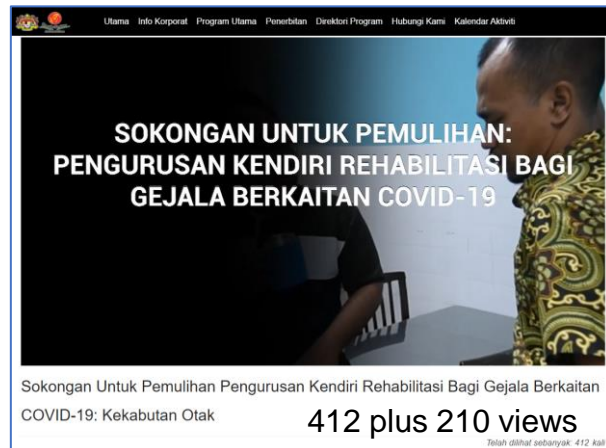 Utama Info Korporat Program Utama Penerbitan Direktori Program Hubungi Kami Kalendar Aktiviti
SOKONGAN UNTUK PEMULIHAN:
PENGURUSAN KENDIRI REHABILITASI BAGI
GEJALA BERKAITAN COVID-19
Sokongan Untuk Pemulihan Pengurusan Kendiri Rehabilitasi Bagi Gejala Berkaitan
COVID-19: Kekabutan Otak
412 plus 210 views
Telah dilihat sebanyak: 412 kali